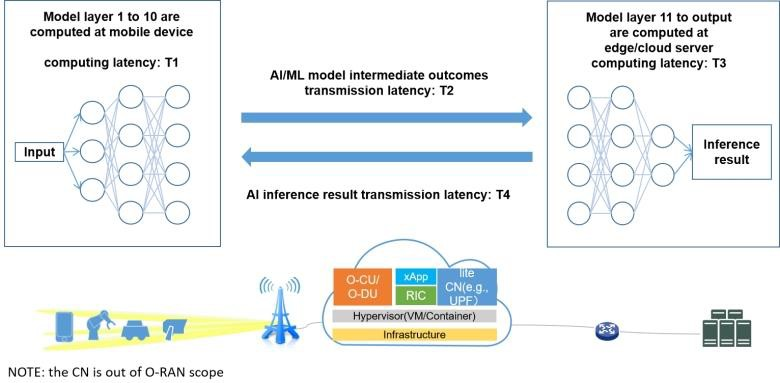 Model layer 1 to 10 are
computed at mobile device
computing latency: T1
Input
AI/ML model intermediate outcomes
transmission latency: T2
AI inference result transmission latency: T4
Model layer 11 to output
are computed at
edge/cloud server
computing latency: T3
Inference
result
O-CU/
O-DU
xApp
RIC
lite
CN(e.g.,
UPF)
Hypervisor(VM/Container)
Infrastructure
NOTE: the CN is out of O-RAN scope